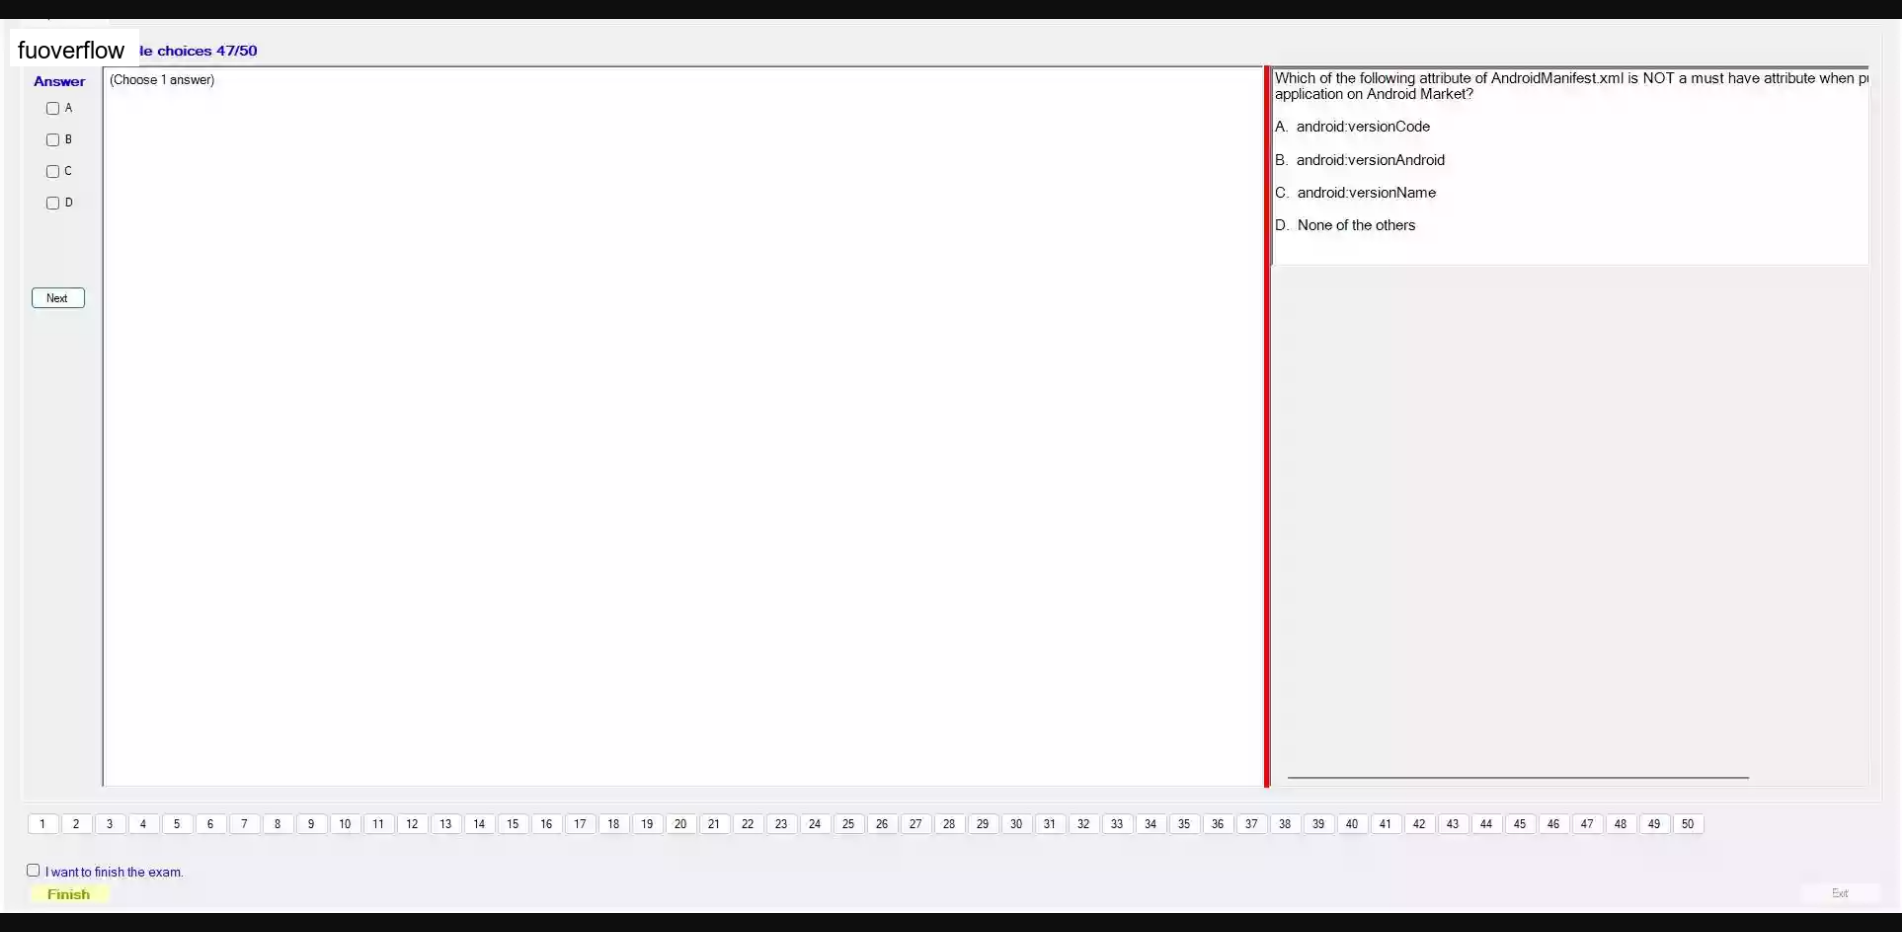 fuoverflow le choices 47/50
Answer
(Choose 1 answer)
A
B
C
D
Next
Which of the following attribute of AndroidManifest.xml is NOT a must have attribute when
application on Android Market?
A. android:versionCode
B. android:versionAndroid
C. android:versionName
D. None of the others
1 2 3 4 5 6 7 8 9 10 11 12 13 14 15 16 17 18 19 20 21 22 23 24 25 26 27 28 29 30 31 32 33 34 35 36 37 38 39 40 41 42 43 44 45 46 47 48 49 50
I want to finish the exam.
Finish
Exit